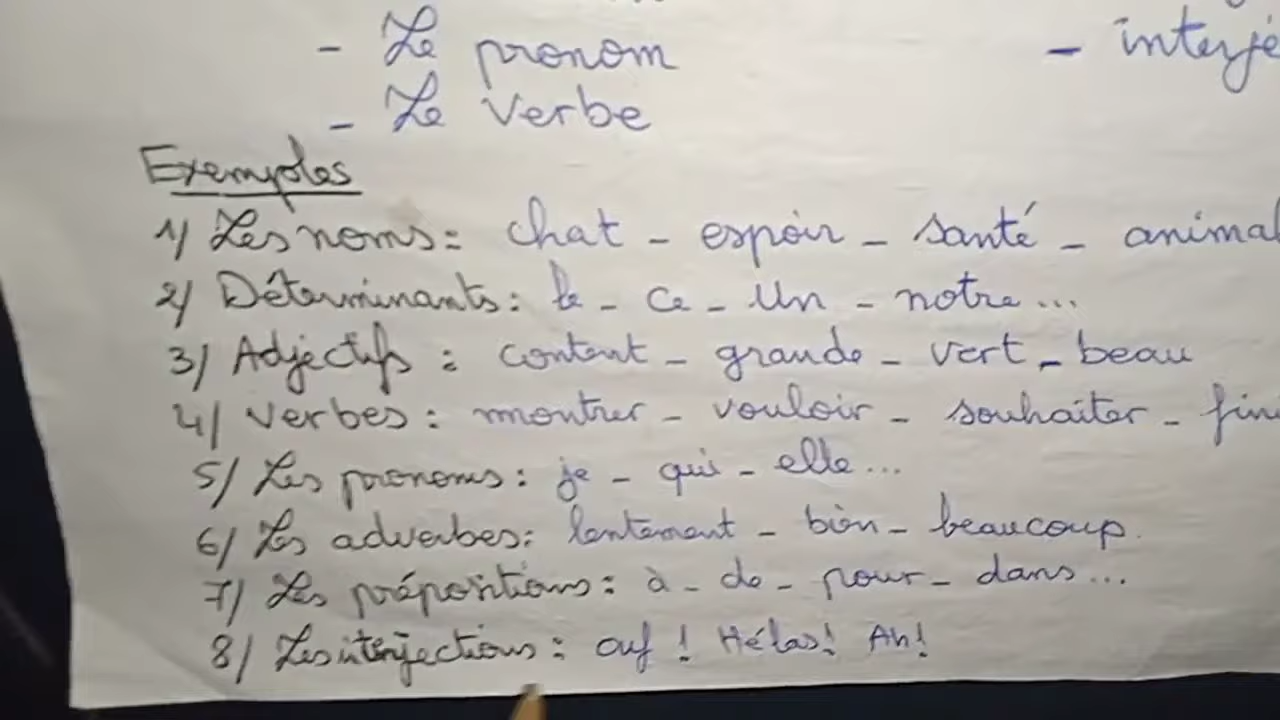 - Le pronom - interjé
- Le verbe
Exemples
1) Les noms : chat - espoir - santé - animal
2) Déterminants : le - ce - un - notre ...
3) Adjectifs : content - grande - vert - beau
4) verbes : montrer - vouloir - souhaiter - fin
5) Les pronoms : je - qui - elle ...
6) Les adverbes : lentement - bien - beaucoup.
7) Les prépositions : à - de - pour - dans ...
8) Les interjections : ouf ! Hélas ! Ah !